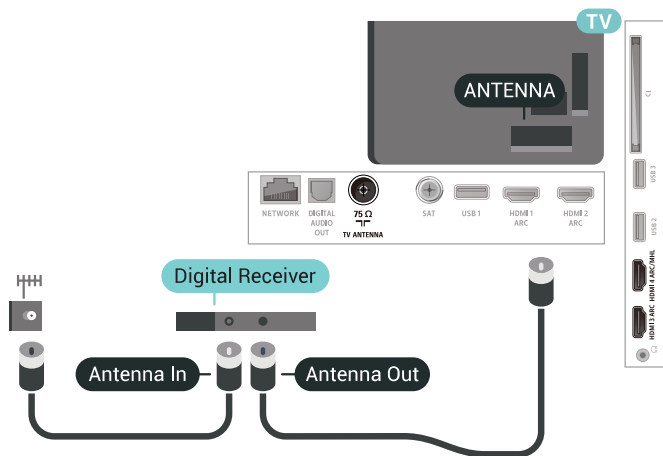 TV
ANTENNA
CI
USB 3
USB 2
HDMI 4 ARC/MHL
HDMI 3 ARC
NETWORK
DIGITAL
AUDIO
OUT
75 Ω
TV ANTENNA
SAT
USB 1
HDMI 1
ARC
HDMI 2
ARC
Digital Receiver
Antenna In
Antenna Out